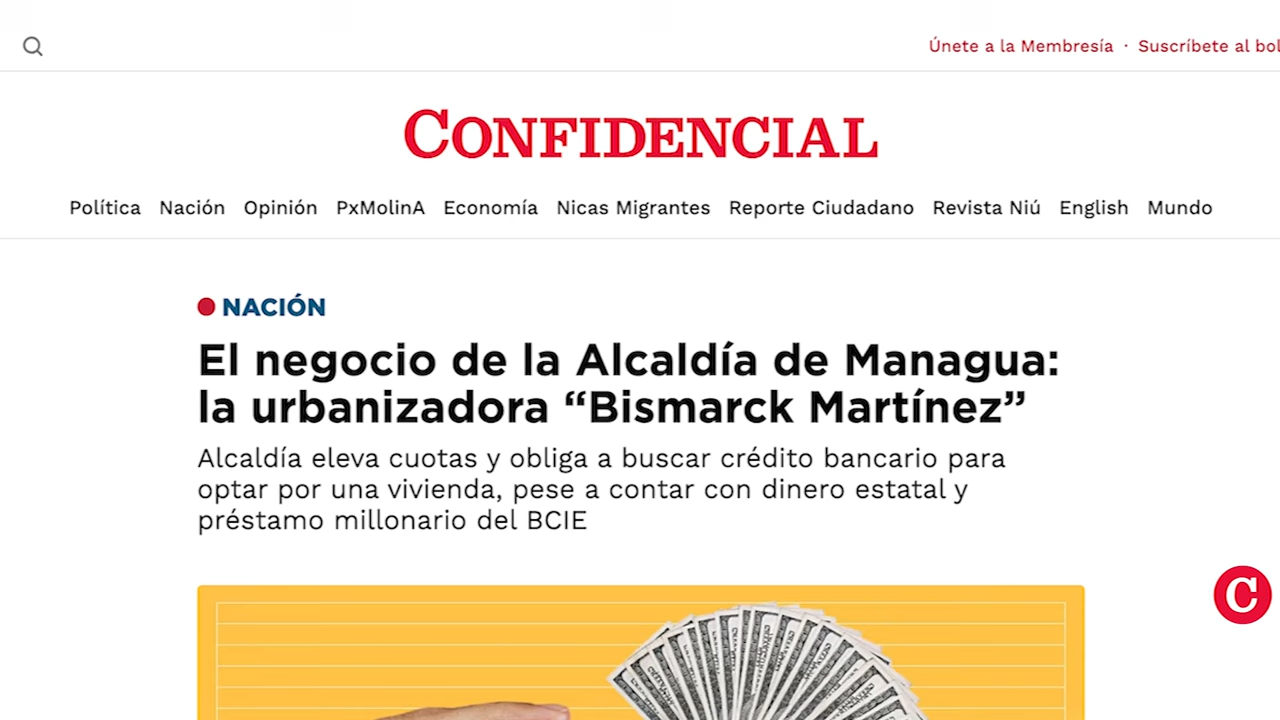 Únete a la Membresía · Suscríbete al bol
CONFIDENCIAL
Política Nación Opinión PxMolinA Economía Nicas Migrantes Reporte Ciudadano Revista Niú English Mundo
NACIÓN
El negocio de la Alcaldía de Managua:
la urbanizadora “Bismarck Martínez”
Alcaldía eleva cuotas y obliga a buscar crédito bancario para
optar por una vivienda, pese a contar con dinero estatal y
préstamo millonario del BCIE
C